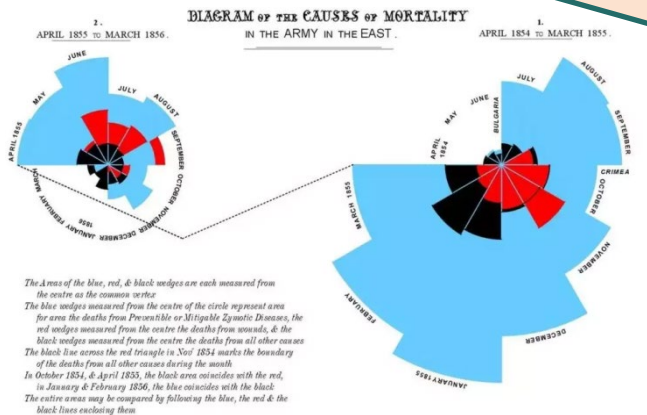 DIAGRAM OF THE CAUSES OF MORTALITY
IN THE ARMY IN THE EAST.
2.
APRIL 1855 TO MARCH 1856.
1.
APRIL 1854 TO MARCH 1855.
APRIL 1855
MAY
JUNE
JULY
AUGUST
SEPTEMBER
OCTOBER
NOVEMBER
DECEMBER
JANUARY
1856
FEBRUARY
MARCH
APRIL
1854
MAY
JUNE
BULGARIA
JULY
AUGUST
SEPTEMBER
CRIMEA
OCTOBER
NOVEMBER
DECEMBER
JANUARY 1855
FEBRUARY
MARCH 1855
The Areas of the blue, red, & black wedges are each measured from
the centre as the common vertex
The blue wedges measured from the centre of the circle represent area
for area the deaths from Preventible or Mitigable Zymotic Diseases, the
red wedges measured from the centre the deaths from wounds, & the
black wedges measured from the centre the deaths from all other causes
The black line across the red triangle in Nov' 1854 marks the boundary
of the deaths from all other causes during the month
In October 1854, & April 1855, the black area coincides with the red,
in January & February 1856, the blue coincides with the black
The entire areas may be compared by following the blue, the red & the
black lines enclosing them